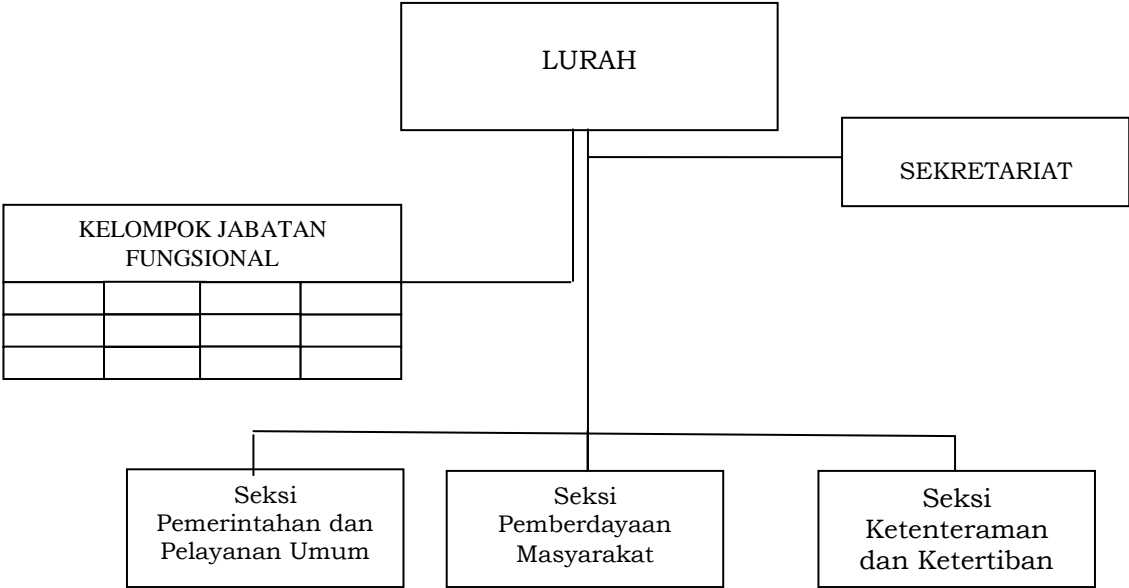 LURAH
SEKRETARIAT
KELOMPOK JABATAN
FUNGSIONAL
Seksi
Pemerintahan dan
Pelayanan Umum
Seksi
Pemberdayaan
Masyarakat
Seksi
Ketenteraman
dan Ketertiban